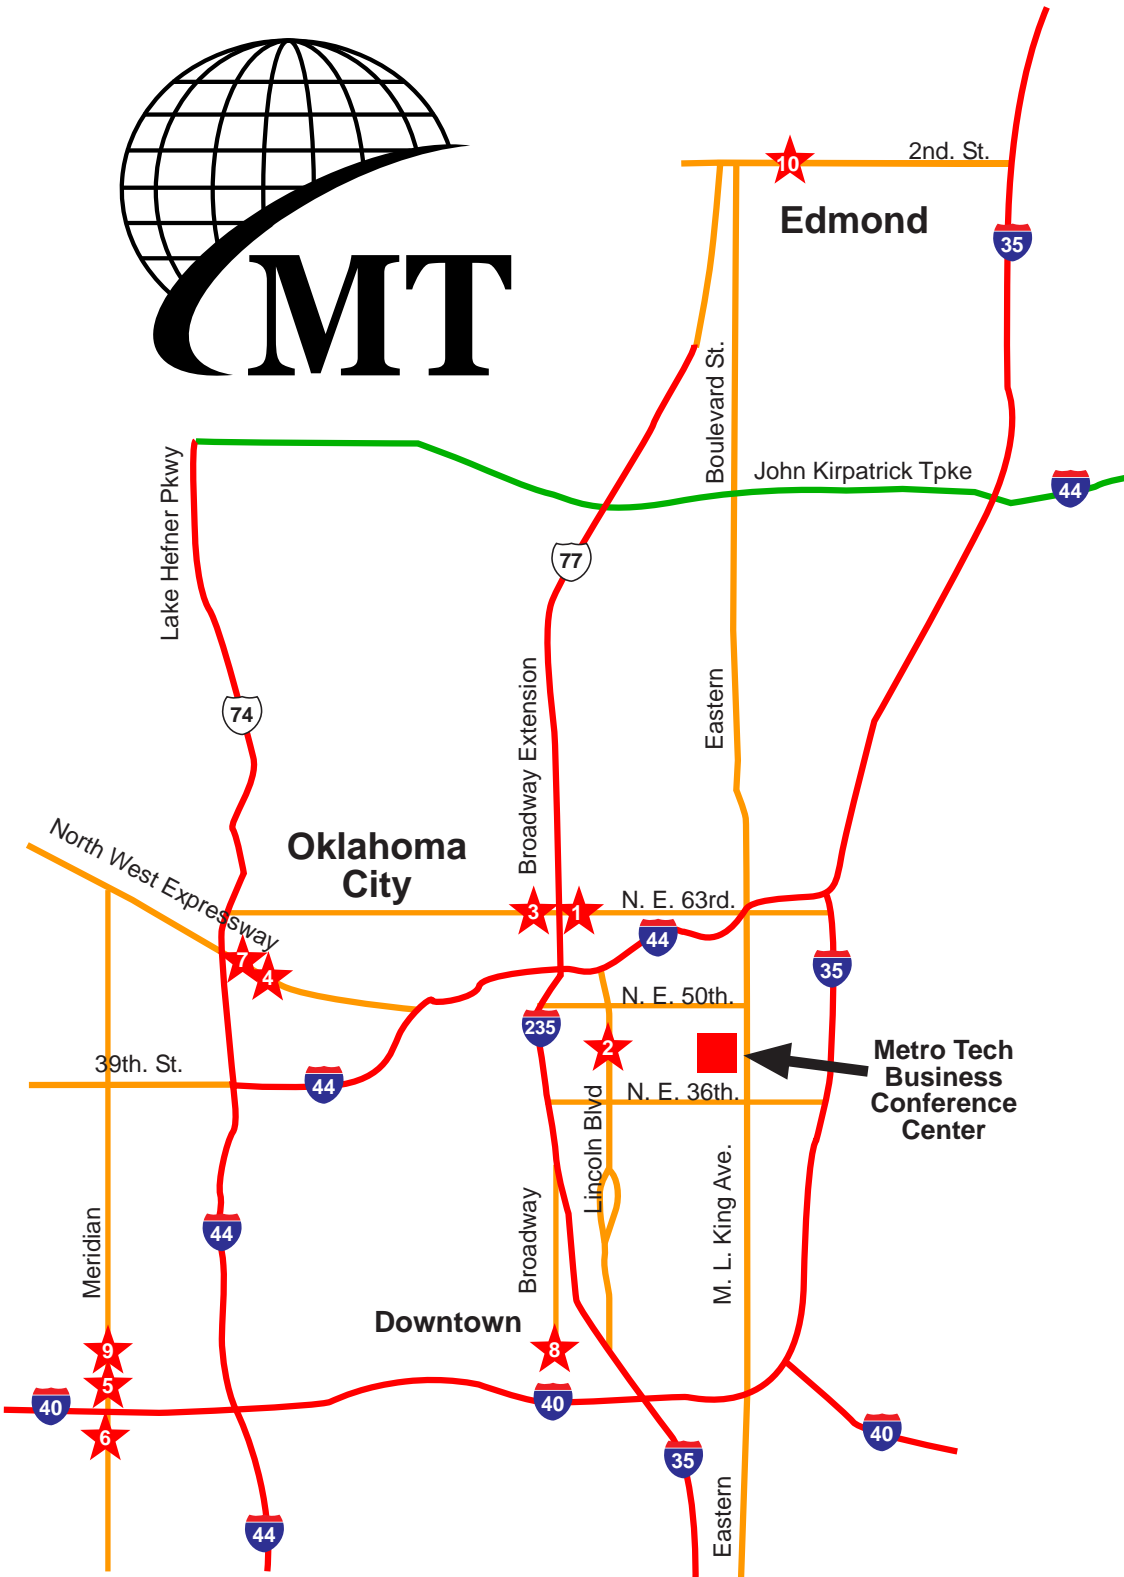 MT
2nd. St.
10
Edmond
35
Boulevard St.
John Kirpatrick Tpke
44
Lake Hefner Pkwy
77
Broadway Extension
Eastern
74
North West Expressway
Oklahoma
City
3
1
N. E. 63rd.
44
7
4
35
N. E. 50th.
235
2
Metro Tech
Business
Conference
Center
39th. St.
44
N. E. 36th.
Lincoln Blvd
M. L. King Ave.
Broadway
Meridian
44
Downtown
9
8
5
40
40
6
40
35
Eastern
44